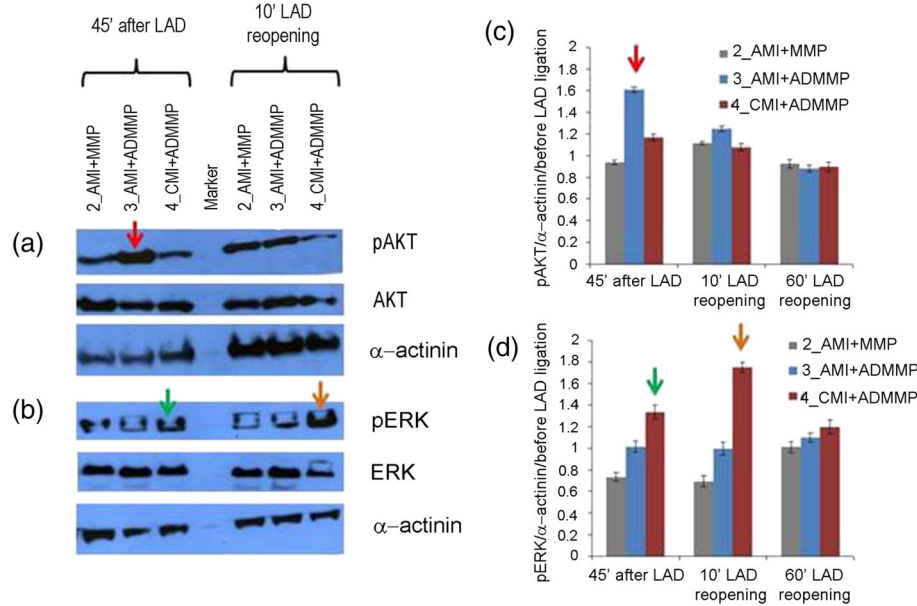 45' after LAD
10' LAD
reopening
2_AMI+MMP
3_AMI+ADMMP
4_CMI+ADMMP
Marker
2_AMI+MMP
3_AMI+ADMMP
4_CMI+ADMMP
(a)
pAKT
AKT
α-actinin
(b)
pERK
ERK
α-actinin
(c)
pAKT/α-actinin/before LAD ligation
2
1.8
1.6
1.4
1.2
1
0.8
0.6
0.4
0.2
0
2_AMI+MMP
3_AMI+ADMMP
4_CMI+ADMMP
45' after LAD
10' LAD
reopening
60' LAD
reopening
(d)
pERK/α-actinin/before LAD ligation
2
1.8
1.6
1.4
1.2
1
0.8
0.6
0.4
0.2
0
2_AMI+MMP
3_AMI+ADMMP
4_CMI+ADMMP
45' after LAD
10' LAD
reopening
60' LAD
reopening